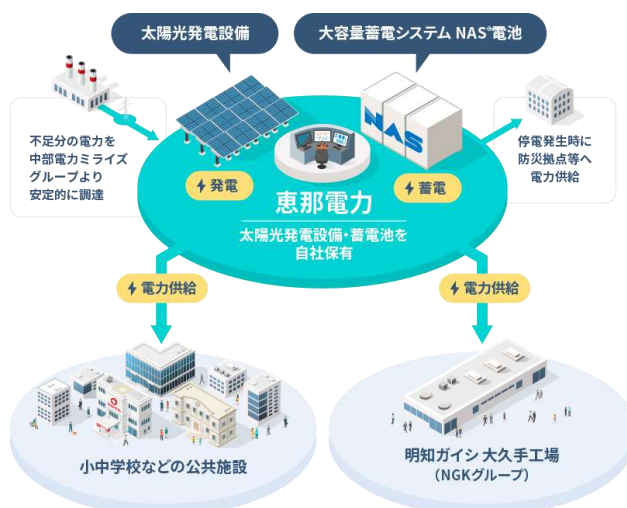 太陽光発電設備
大容量蓄電システム NAS®電池
不足分の電力を
中部電力ミライズ
グループより
安定的に調達
NAS
停電発生時に
防災拠点等へ
電力供給
発電
蓄電
恵那電力
太陽光発電設備・蓄電池を
自社保有
電力供給
電力供給
小中学校などの公共施設
明知ガイシ 大久手工場
（NGKグループ）